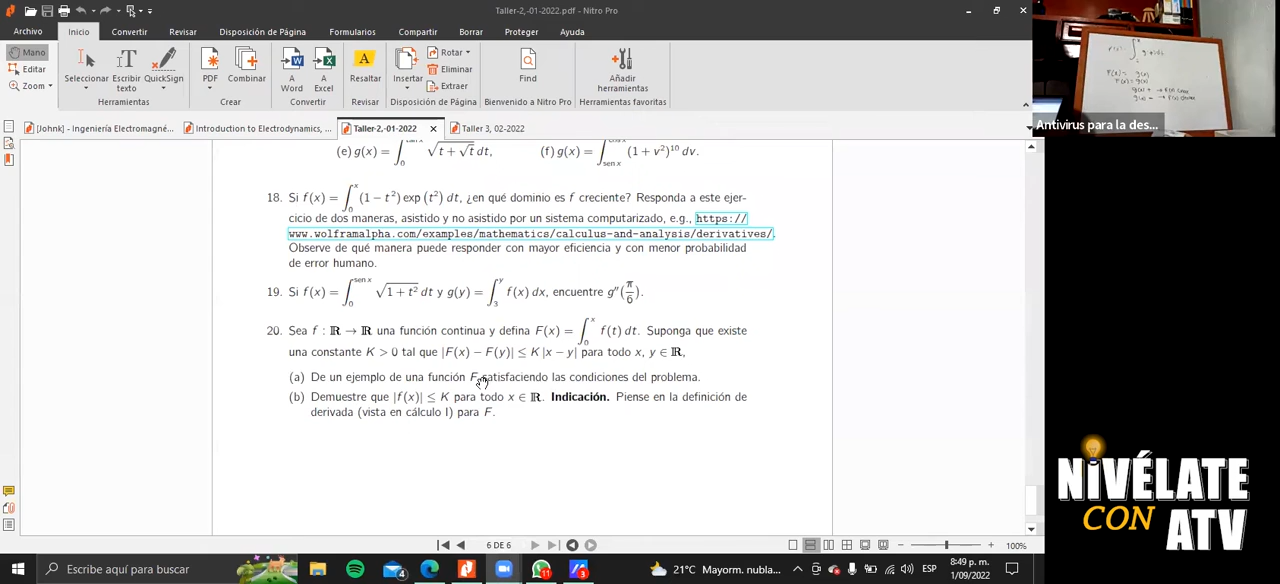 Taller-2,-01-2022.pdf - Nitro Pro
Archivo Inicio Convertir Revisar Disposición de Página Formularios Compartir Borrar Proteger Ayuda
Mano
Editar
Zoom
Seleccionar
Escribir texto
QuickSign
Herramientas
PDF
Combinar
Crear
A Word
A Excel
Convertir
Resaltar
Revisar
Insertar
Rotar
Eliminar
Extraer
Disposición de Página
Find
Bienvenido a Nitro Pro
Añadir herramientas
Herramientas favoritas
[Johnk] - Ingeniería Electromagné... Introduction to Electrodynamics, ... Taller-2,-01-2022 Taller 3, 02-2022
(e) g(x) = ∫_0^{tan x} √(t + √t) dt, (f) g(x) = ∫_{sen x}^{cos x} (1 + v²)^{10} dv.
18. Si f(x) = ∫_0^x (1 − t²) exp (t²) dt, ¿en qué dominio es f creciente? Responda a este ejer-
cicio de dos maneras, asistido y no asistido por un sistema computarizado, e.g., https://
www.wolframalpha.com/examples/mathematics/calculus-and-analysis/derivatives/.
Observe de qué manera puede responder con mayor eficiencia y con menor probabilidad
de error humano.
19. Si f(x) = ∫_0^{sen x} √(1 + t²) dt y g(y) = ∫_3^y f(x) dx, encuentre g''(π/6).
20. Sea f : ℝ → ℝ una función continua y defina F(x) = ∫_0^x f(t) dt. Suponga que existe
una constante K > 0 tal que |F(x) − F(y)| ≤ K |x − y| para todo x, y ∈ ℝ,
(a) De un ejemplo de una función F satisfaciendo las condiciones del problema.
(b) Demuestre que |f(x)| ≤ K para todo x ∈ ℝ. Indicación. Piense en la definición de
derivada (vista en cálculo I) para F.
6 DE 6
100%
Escribe aquí para buscar
21°C Mayorm. nubla...
ESP
8:49 p. m.
1/09/2022
Antivirus para la des...
NIVÉLATE
CON
ATV